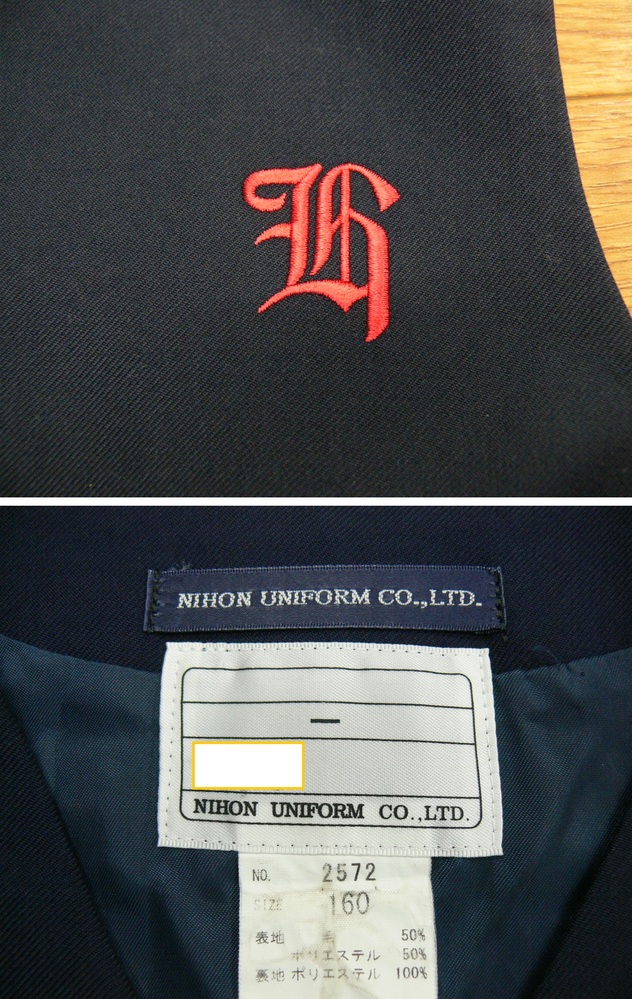 NIHON UNIFORM CO.,LTD.
—
NIHON UNIFORM CO.,LTD.
NO. 2572
SIZE 160
表地 毛 50%
ポリエステル 50%
裏地 ポリエステル 100%